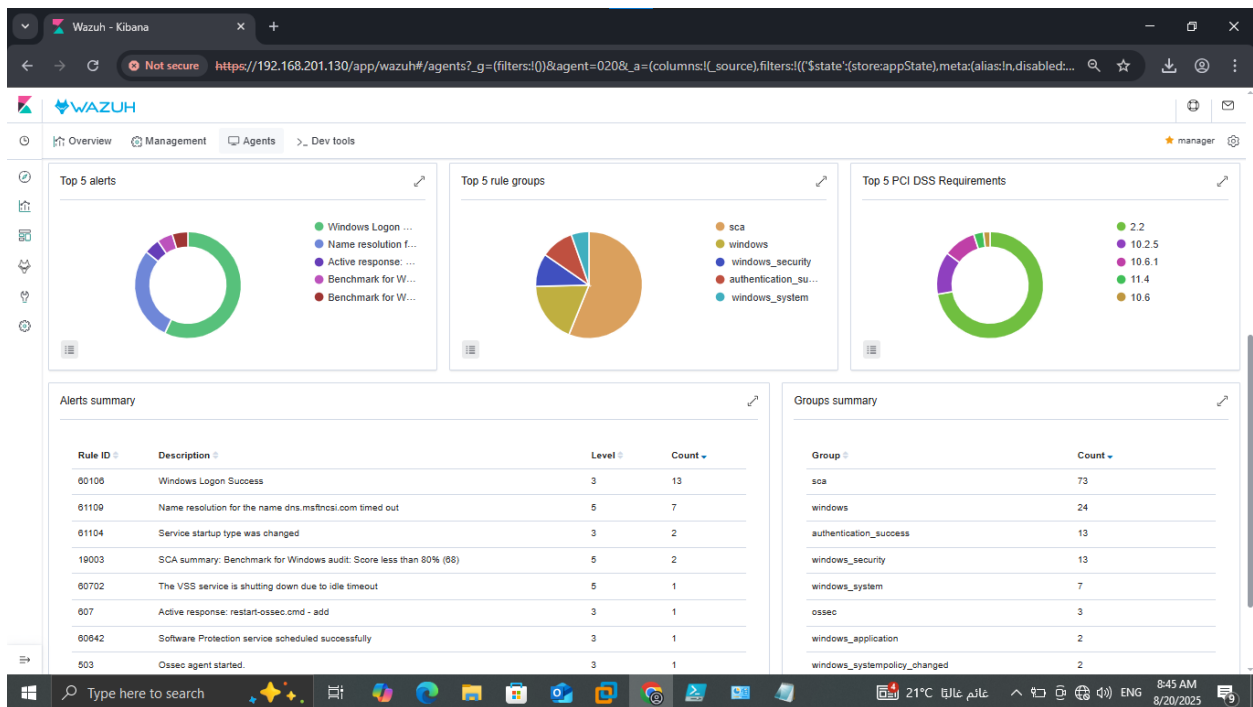 Wazuh - Kibana
Not secure https://192.168.201.130/app/wazuh#/agents?_g=(filters:!())&agent=020&_a=(columns:!(_source),filters:!(('$state':(store:appState),meta:(alias:!n,disabled:...
WAZUH
Overview Management Agents >_ Dev tools manager
Top 5 alerts
Windows Logon ...
Name resolution f...
Active response: ...
Benchmark for W...
Benchmark for W...
Top 5 rule groups
sca
windows
windows_security
authentication_su...
windows_system
Top 5 PCI DSS Requirements
2.2
10.2.5
10.6.1
11.4
10.6
Alerts summary
Rule ID Description Level Count
60106 Windows Logon Success 3 13
61109 Name resolution for the name dns.msftncsi.com timed out 5 7
61104 Service startup type was changed 3 2
19003 SCA summary: Benchmark for Windows audit: Score less than 80% (68) 5 2
60702 The VSS service is shutting down due to idle timeout 5 1
607 Active response: restart-ossec.cmd - add 3 1
60642 Software Protection service scheduled successfully 3 1
503 Ossec agent started. 3 1
Groups summary
Group Count
sca 73
windows 24
authentication_success 13
windows_security 13
windows_system 7
ossec 3
windows_application 2
windows_systempolicy_changed 2
Type here to search
4
21°C غائم غالبًا
ENG
8:45 AM
8/20/2025
9